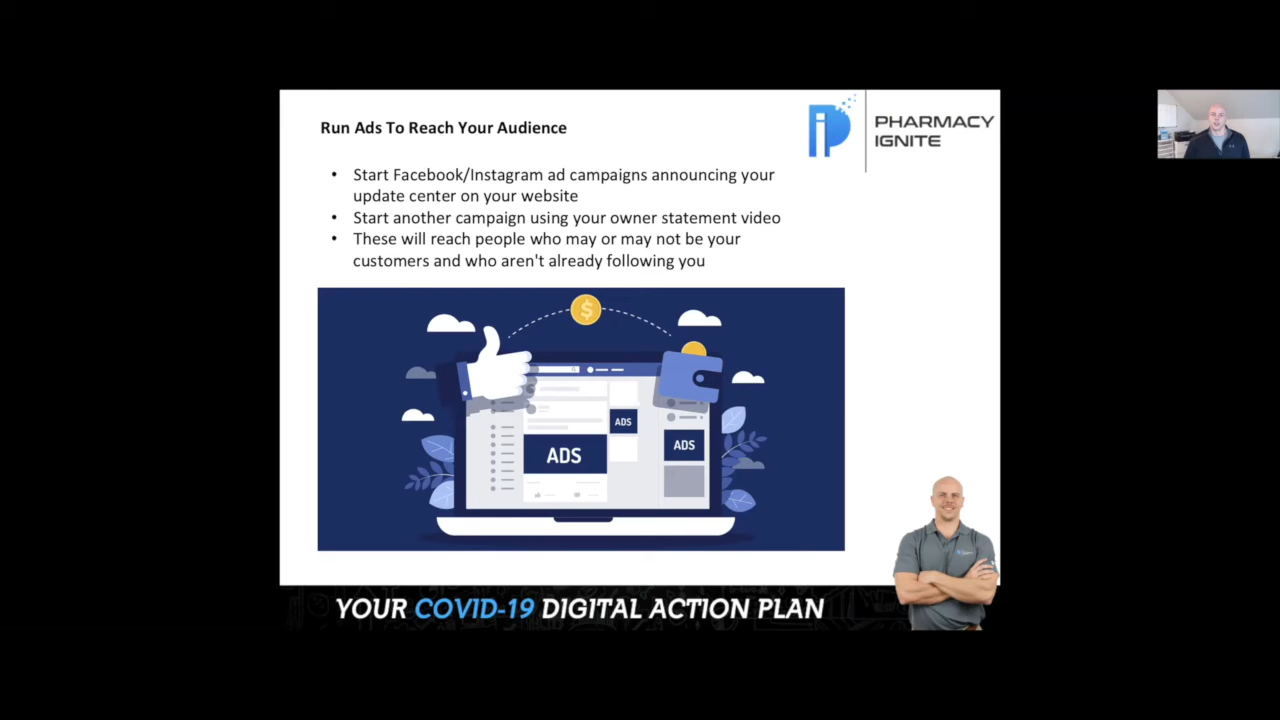 Run Ads To Reach Your Audience
PHARMACY
IGNITE
• Start Facebook/Instagram ad campaigns announcing your
update center on your website
• Start another campaign using your owner statement video
• These will reach people who may or may not be your
customers and who aren't already following you
$
ADS
ADS
ADS
YOUR COVID-19 DIGITAL ACTION PLAN